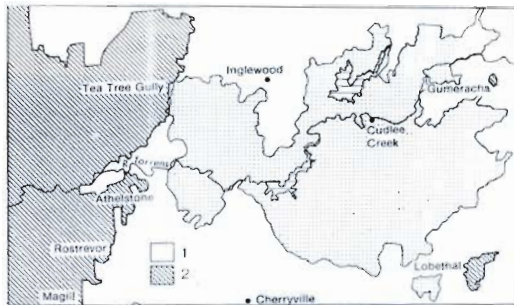 Inglewood
Tea Tree Gully
Gumeracha
Cudlee
Creek
R. Torrens
Athelstone
Rostrevor
1
2
Lobethal
Magill
Cherryville